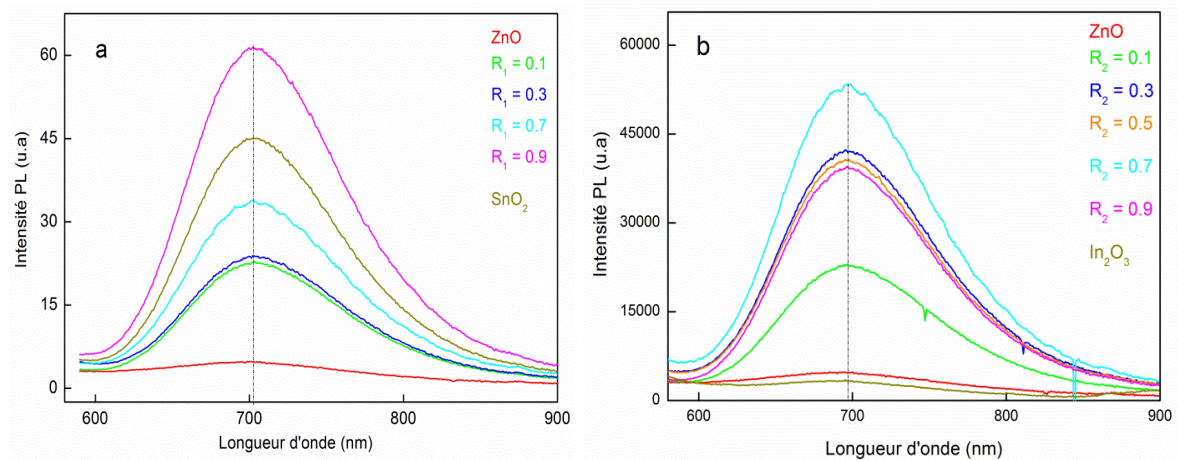 a
ZnO
R₁ = 0.1
R₁ = 0.3
R₁ = 0.7
R₁ = 0.9
SnO₂
60
45
30
15
0
Intensité PL (u.a)
600
700
800
900
Longueur d'onde (nm)
b
ZnO
R₂ = 0.1
R₂ = 0.3
R₂ = 0.5
R₂ = 0.7
R₂ = 0.9
In₂O₃
60000
45000
30000
15000
0
Intensité PL (u.a)
600
700
800
900
Longueur d'onde (nm)